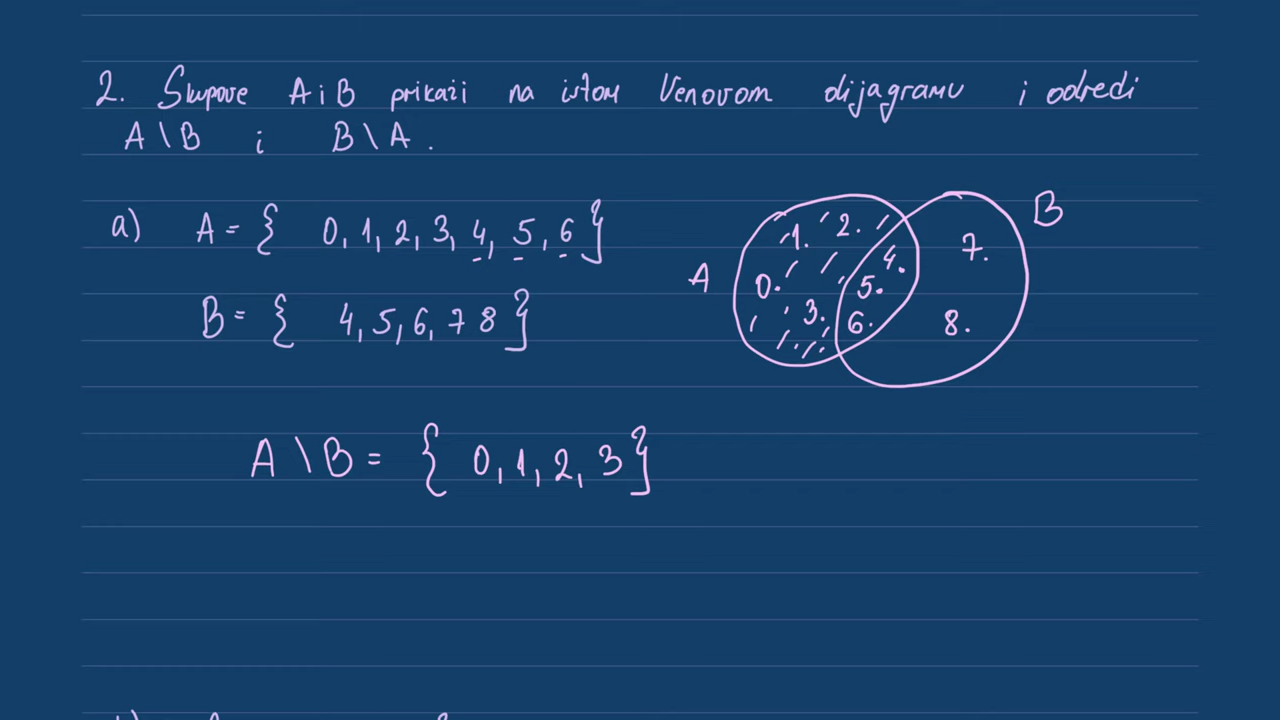 2. Skupove A i B prikaži na istom Venovom dijagramu i odredi
A \ B i B \ A.
a) A = { 0, 1, 2, 3, 4, 5, 6 }
B = { 4, 5, 6, 7 8 }
A B
1. 2. 4. 7.
0. 5.
3. 6. 8.
A \ B = { 0, 1, 2, 3 }